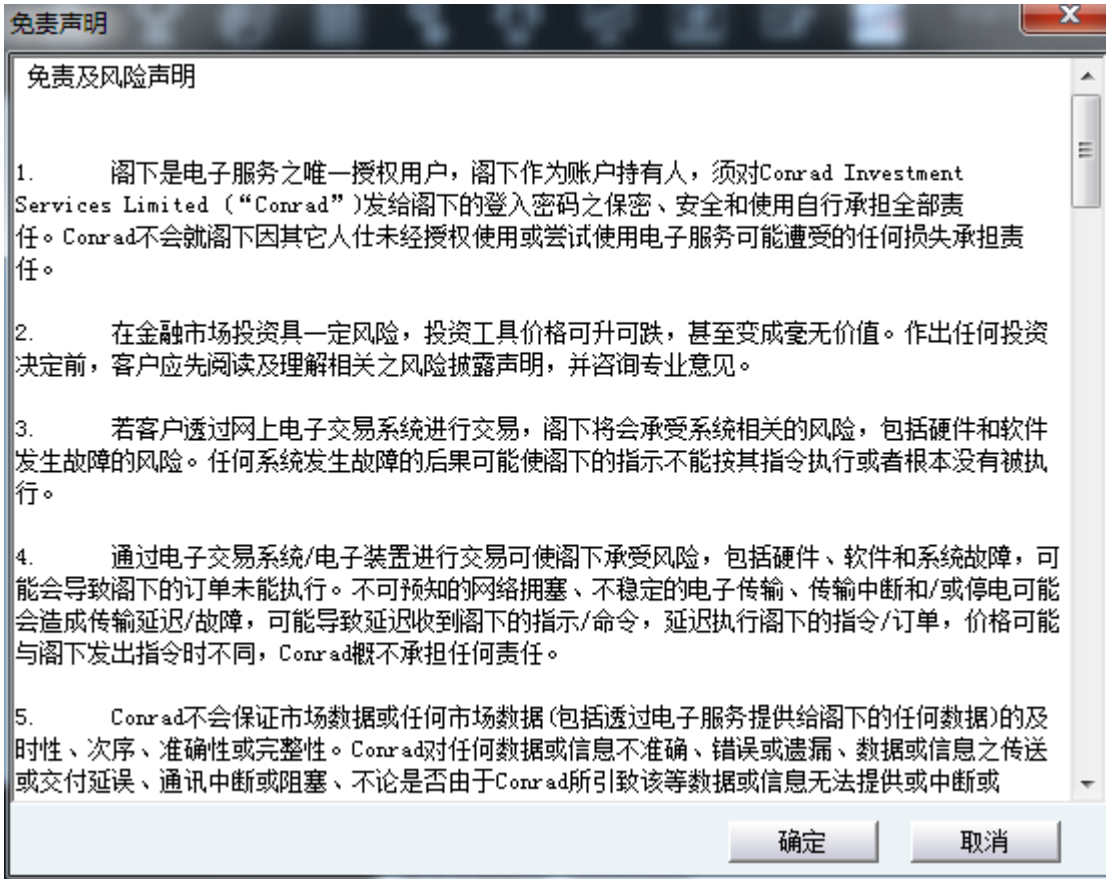 免责声明
免责及风险声明
1. 阁下是电子服务之唯一授权用户，阁下作为账户持有人，须对Conrad Investment
Services Limited (“Conrad”)发给阁下的登入密码之保密、安全和使用自行承担全部责
任。Conrad不会就阁下因其它人仕未经授权使用或尝试使用电子服务可能遭受的任何损失承担责
任。
2. 在金融市场投资具一定风险，投资工具价格可升可跌，甚至变成毫无价值。作出任何投资
决定前，客户应先阅读及理解相关之风险披露声明，并咨询专业意见。
3. 若客户透过网上电子交易系统进行交易，阁下将会承受系统相关的风险，包括硬件和软件
发生故障的风险。任何系统发生故障的后果可能使阁下的指示不能按其指令执行或者根本没有被执
行。
4. 通过电子交易系统/电子装置进行交易可使阁下承受风险，包括硬件、软件和系统故障，可
能会导致阁下的订单未能执行。不可预知的网络拥塞、不稳定的电子传输、传输中断和/或停电可能
会造成传输延迟/故障，可能导致延迟收到阁下的指示/命令，延迟执行阁下的指令/订单，价格可能
与阁下发出指令时不同，Conrad概不承担任何责任。
5. Conrad不会保证市场数据或任何市场数据(包括透过电子服务提供给阁下的任何数据)的及
时性、次序、准确性或完整性。Conrad对任何数据或信息不准确、错误或遗漏、数据或信息之传送
或交付延误、通讯中断或阻塞、不论是否由于Conrad所引致该等数据或信息无法提供或中断或
确定 取消